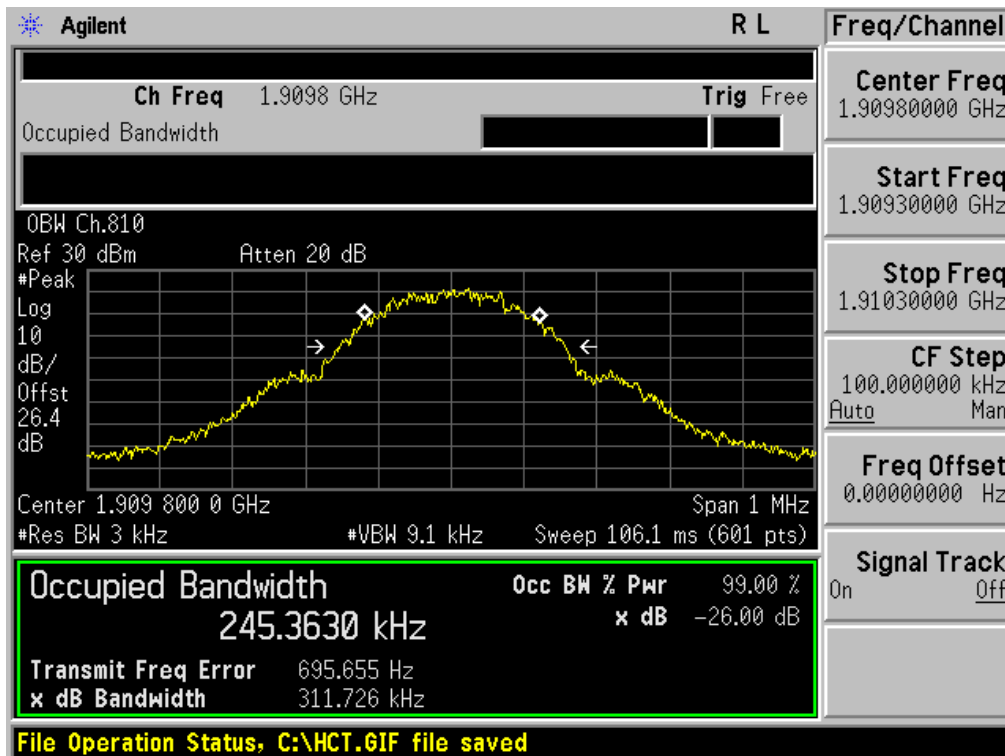 Agilent R L Freq/Channel
Ch Freq 1.9098 GHz Trig Free
Occupied Bandwidth
Center Freq
1.90980000 GHz
Start Freq
1.90930000 GHz
Stop Freq
1.91030000 GHz
CF Step
100.000000 kHz
Auto Man
Freq Offset
0.00000000 Hz
Signal Track
On Off
OBW Ch.810
Ref 30 dBm Atten 20 dB
#Peak
Log
10
dB/
Offst
26.4
dB
Center 1.909 800 0 GHz Span 1 MHz
#Res BW 3 kHz #VBW 9.1 kHz Sweep 106.1 ms (601 pts)
Occupied Bandwidth Occ BW % Pwr 99.00 %
245.3630 kHz x dB -26.00 dB
Transmit Freq Error 695.655 Hz
x dB Bandwidth 311.726 kHz
File Operation Status, C:\HCT.GIF file saved